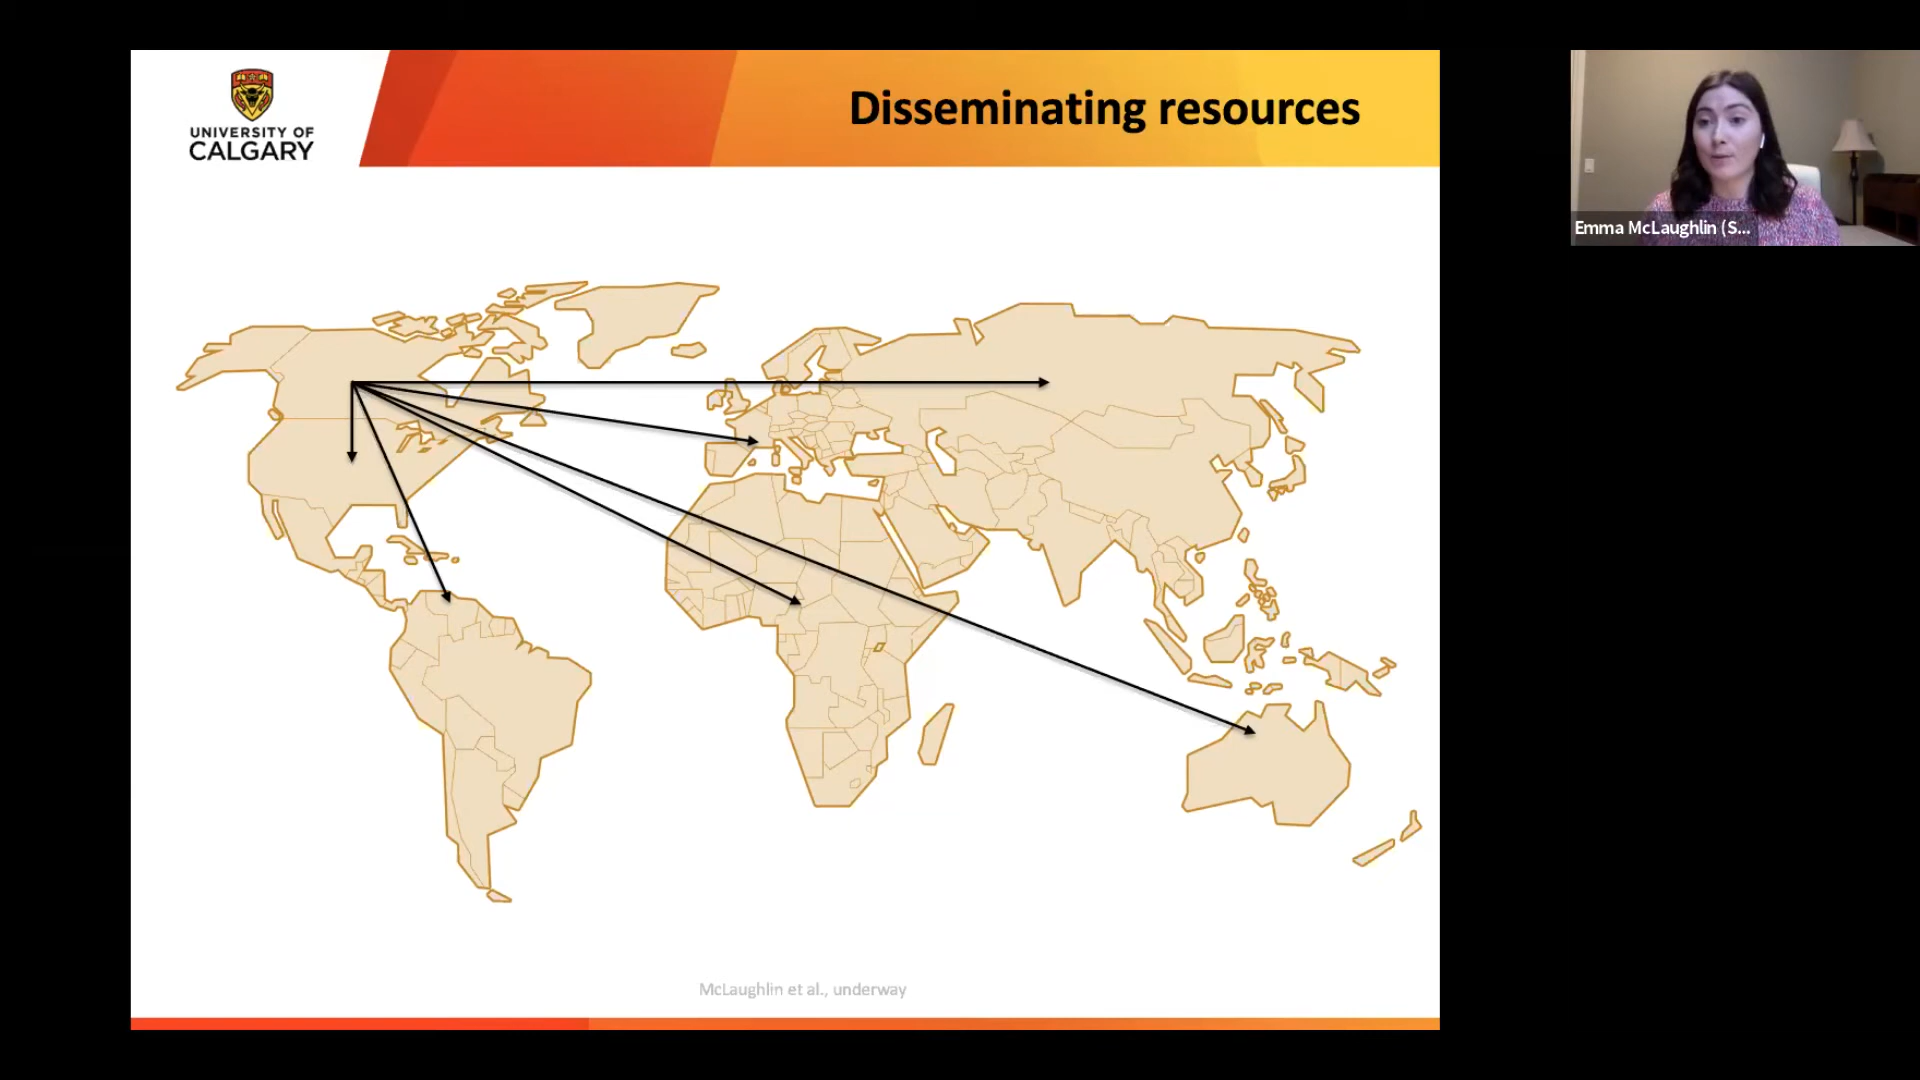 UNIVERSITY OF
CALGARY
Disseminating resources
Emma McLaughlin (S...
McLaughlin et al., underway